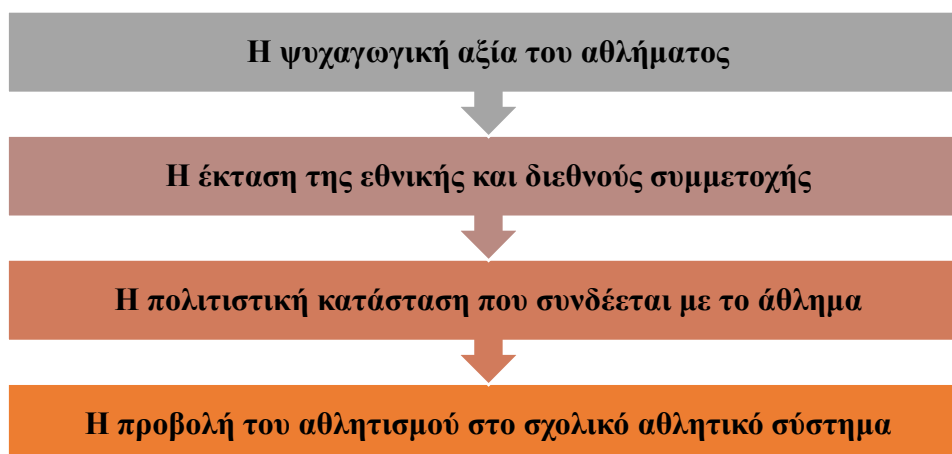 Η ψυχαγωγική αξία του αθλήματος
Η έκταση της εθνικής και διεθνούς συμμετοχής
Η πολιτιστική κατάσταση που συνδέεται με το άθλημα
Η προβολή του αθλητισμού στο σχολικό αθλητικό σύστημα